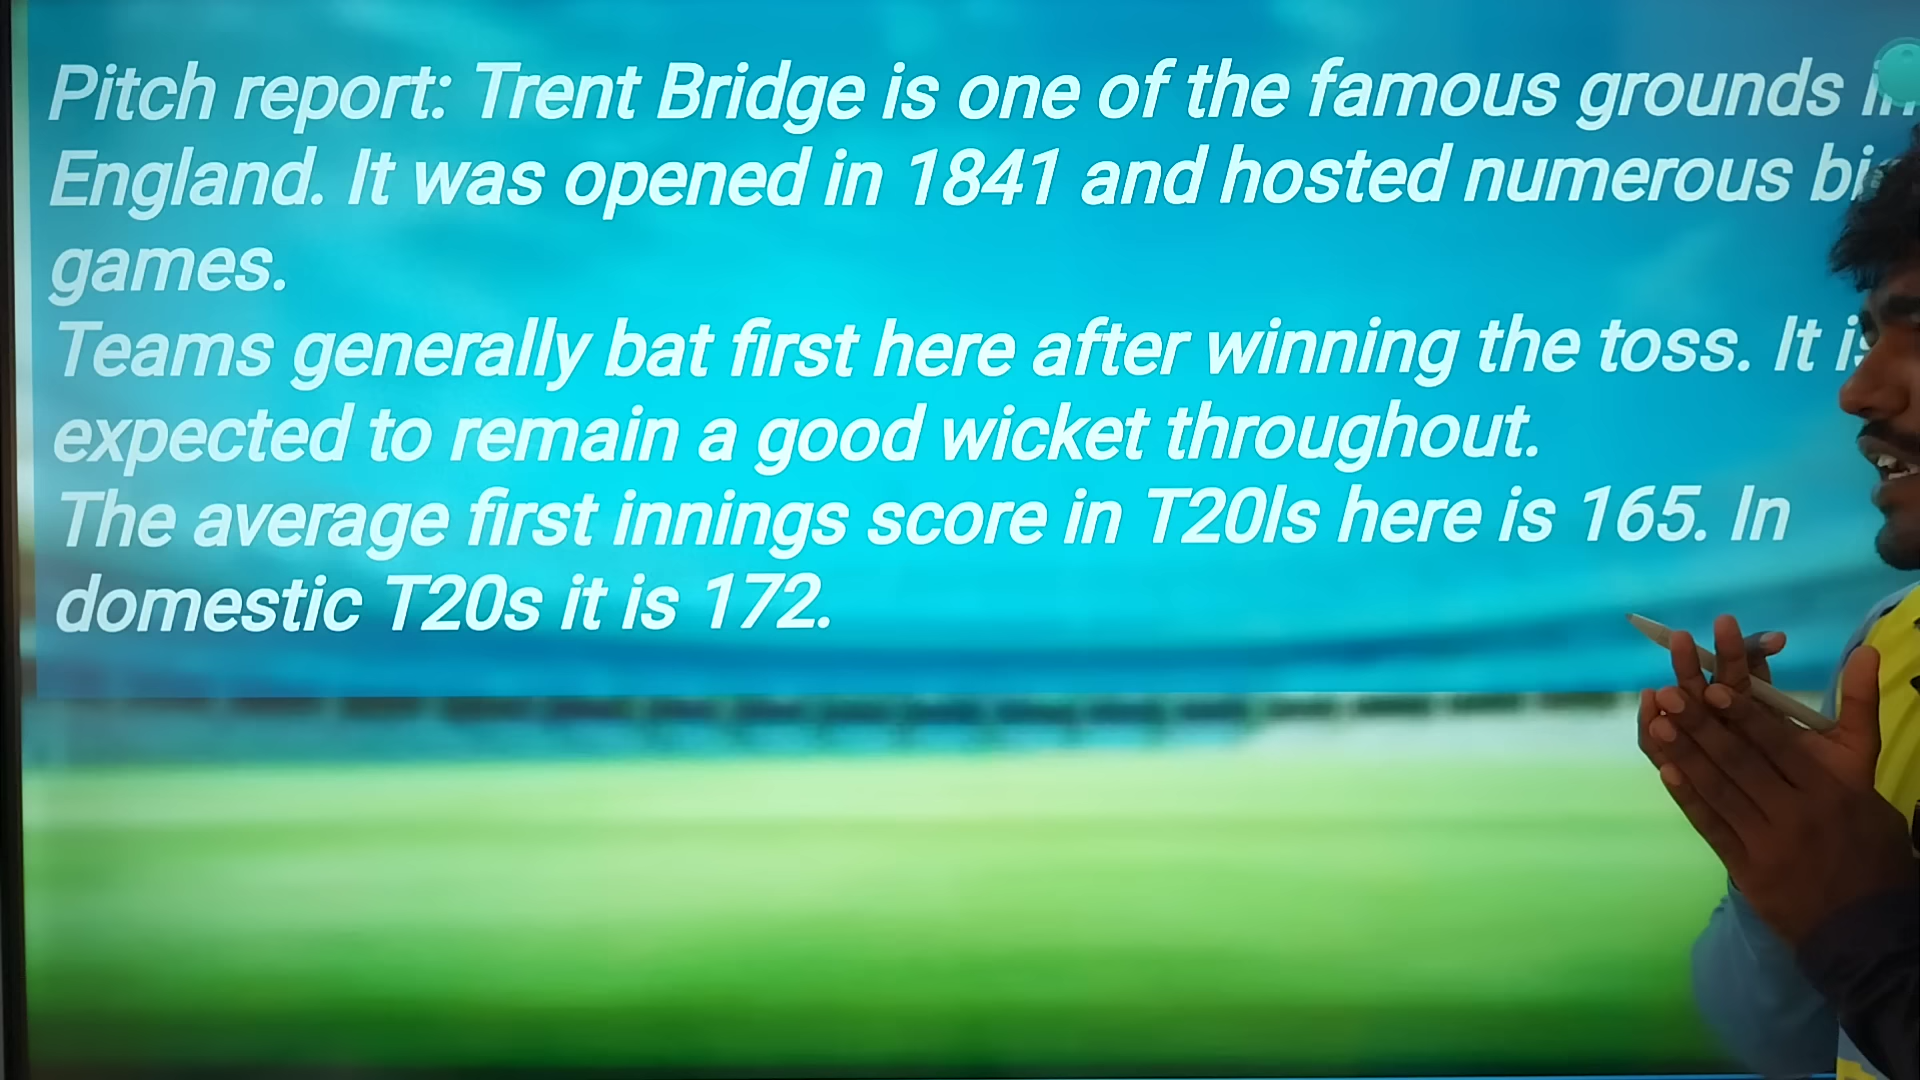 Pitch report: Trent Bridge is one of the famous grounds in
England. It was opened in 1841 and hosted numerous
games.
Teams generally bat first here after winning the toss. It is
expected to remain a good wicket throughout.
The average first innings score in T20Is here is 165. In
domestic T20s it is 172.